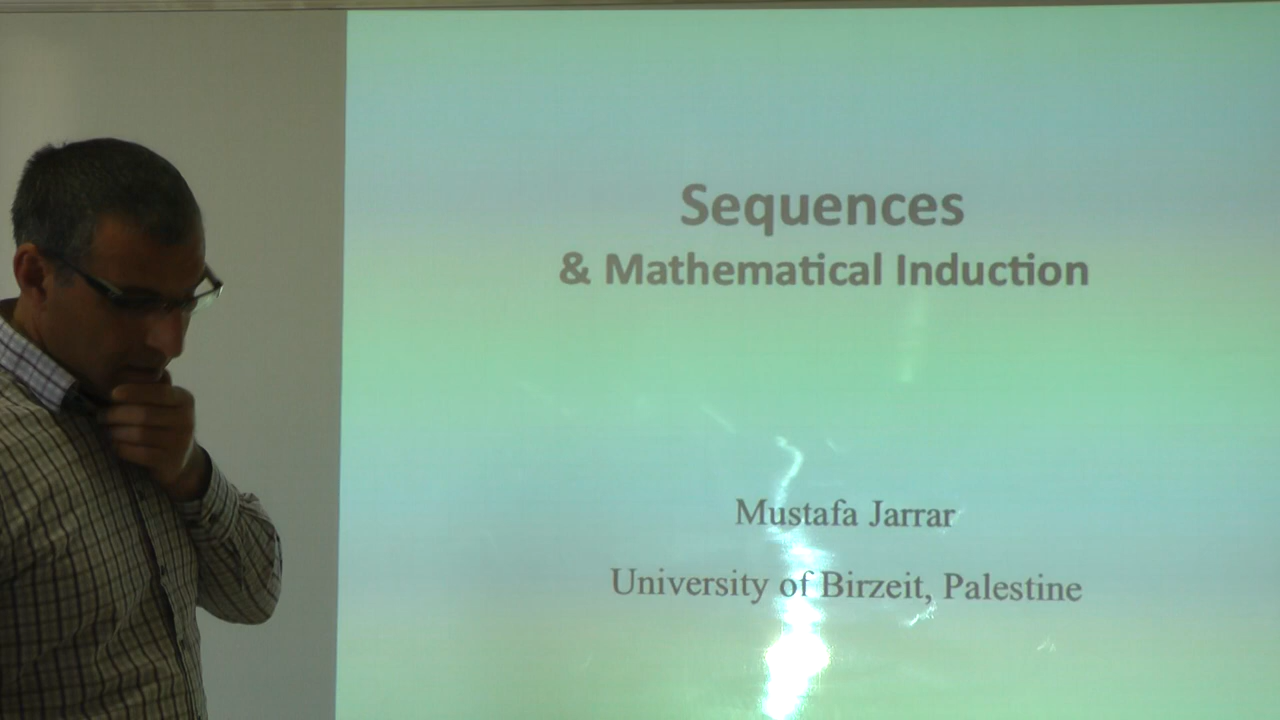 Sequences
& Mathematical Induction
Mustafa Jarrar
University of Birzeit, Palestine